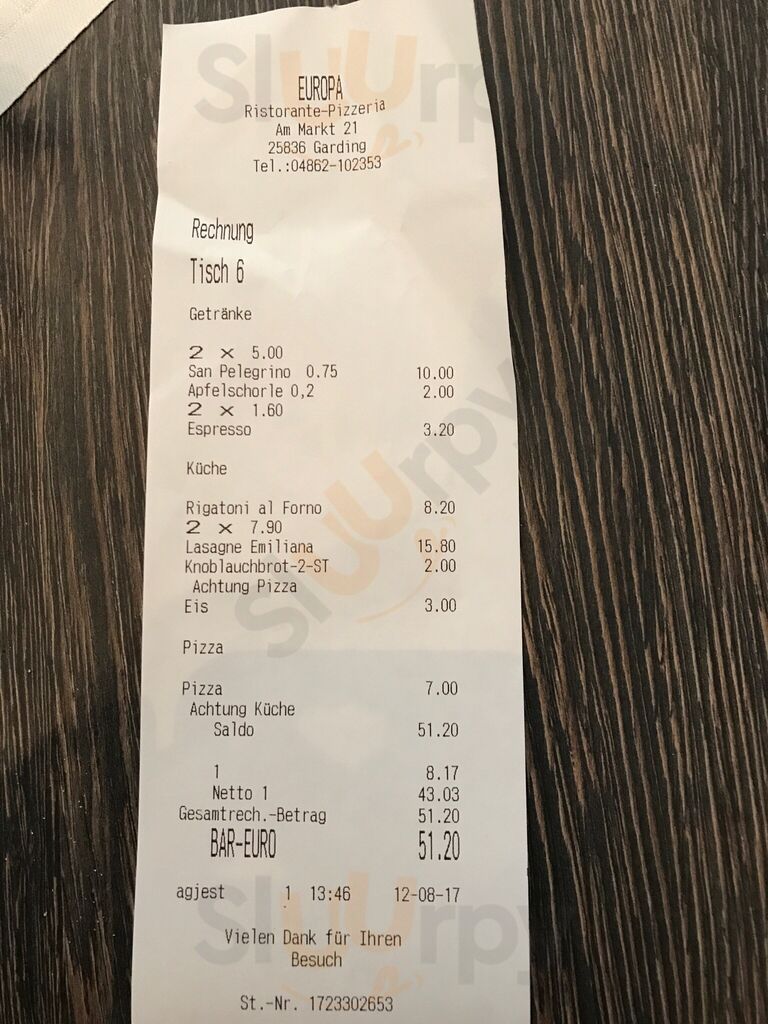 EUROPA
Ristorante-Pizzeria
Am Markt 21
25836 Garding
Tel.:04862-102353
Rechnung
Tisch 6
Getränke
2 x 5.00
San Pelegrino 0.75 10.00
Apfelschorle 0,2 2.00
2 x 1.60
Espresso 3.20
Küche
Rigatoni al Forno 8.20
2 x 7.90
Lasagne Emiliana 15.80
Knoblauchbrot-2-ST 2.00
Achtung Pizza
Eis 3.00
Pizza
Pizza 7.00
Achtung Küche
Saldo 51.20
1 8.17
Netto 1 43.03
Gesamtrech.-Betrag 51.20
BAR-EURO 51.20
agjest 1 13:46 12-08-17
Vielen Dank für Ihren
Besuch
St.-Nr. 1723302653
Sluurpy
Sluurpy
Sluurpy